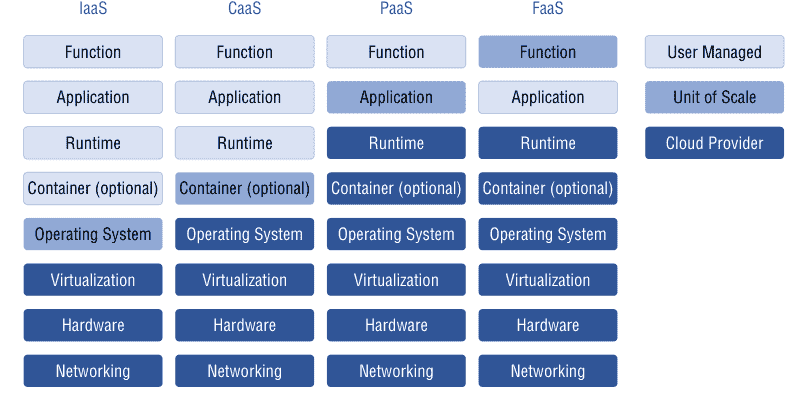 IaaS CaaS PaaS FaaS
Function Function Function Function User Managed
Application Application Application Application Unit of Scale
Runtime Runtime Runtime Runtime Cloud Provider
Container (optional) Container (optional) Container (optional) Container (optional)
Operating System Operating System Operating System Operating System
Virtualization Virtualization Virtualization Virtualization
Hardware Hardware Hardware Hardware
Networking Networking Networking Networking